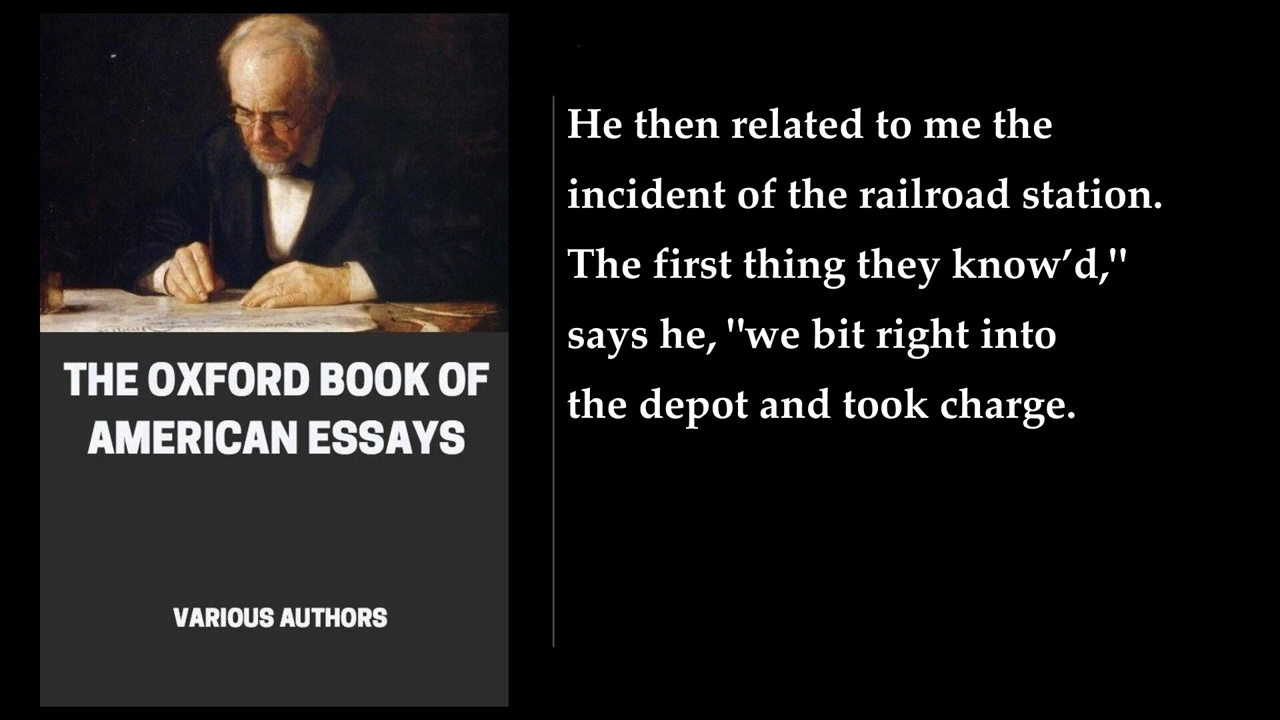 THE OXFORD BOOK OF
AMERICAN ESSAYS
VARIOUS AUTHORS
He then related to me the
incident of the railroad station.
The first thing they know’d,"
says he, "we bit right into
the depot and took charge.